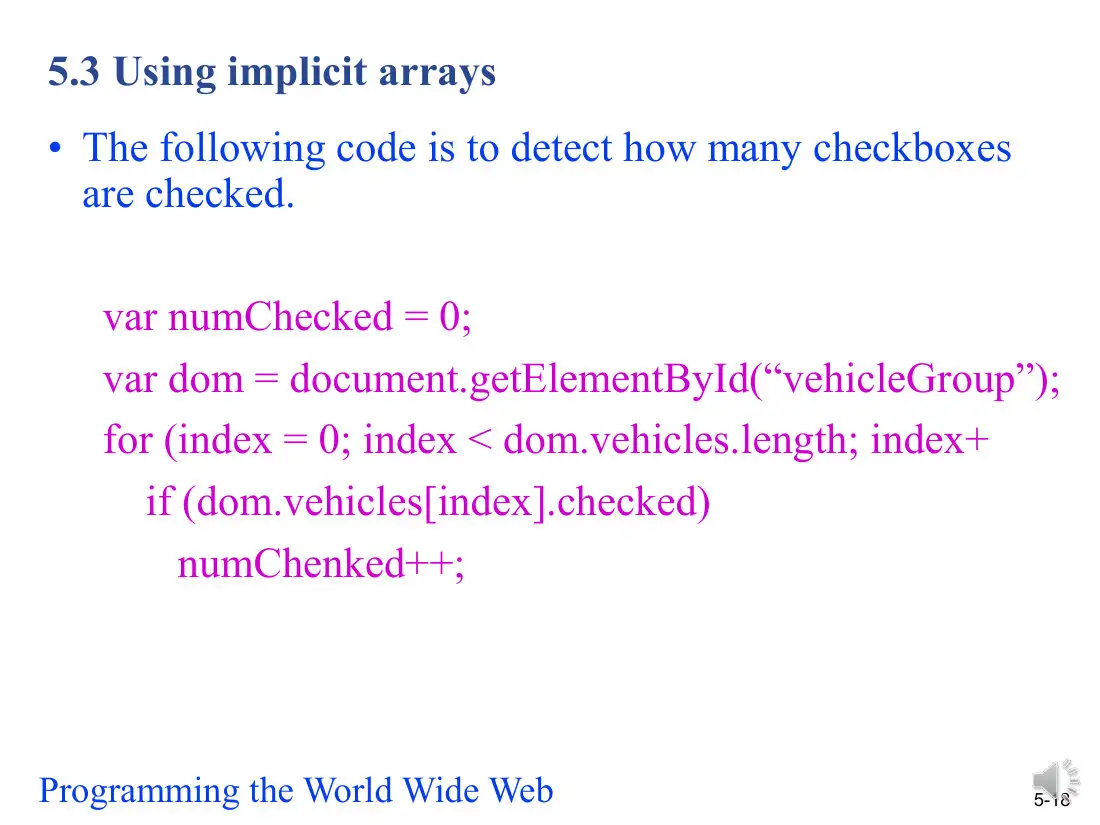 5.3 Using implicit arrays
• The following code is to detect how many checkboxes
are checked.
var numChecked = 0;
var dom = document.getElementById(“vehicleGroup”);
for (index = 0; index < dom.vehicles.length; index+
if (dom.vehicles[index].checked)
numChenked++;
Programming the World Wide Web
5-18